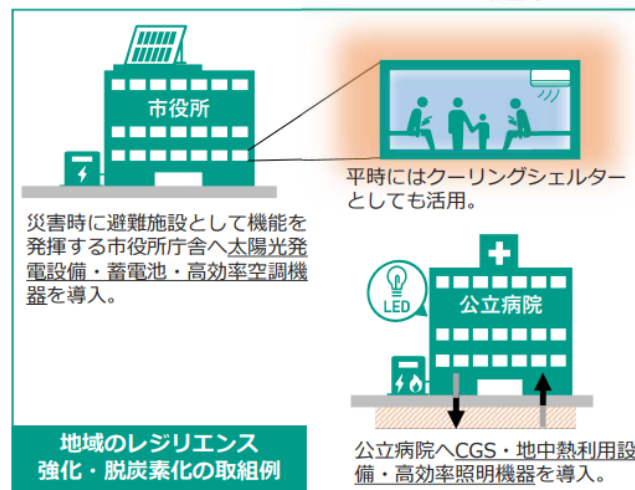 市役所
平時にはクーリングシェルター
としても活用。
災害時に避難施設として機能を
発揮する市役所庁舎へ太陽光発
電設備・蓄電池・高効率空調機
器を導入。
LED
公立病院
地域のレジリエンス
強化・脱炭素化の取組例
公立病院へCGS・地中熱利用設
備・高効率照明機器を導入。